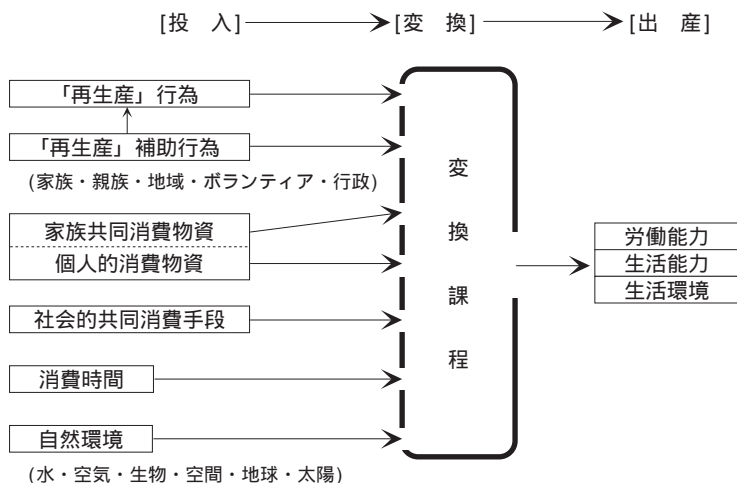 [投　入]
[変　換]
[出　産]
「再生産」行為
「再生産」補助行為
(家族・親族・地域・ボランティア・行政)
家族共同消費物資
個人的消費物資
社会的共同消費手段
消費時間
自然環境
(水・空気・生物・空間・地球・太陽)
変換課程
労働能力
生活能力
生活環境